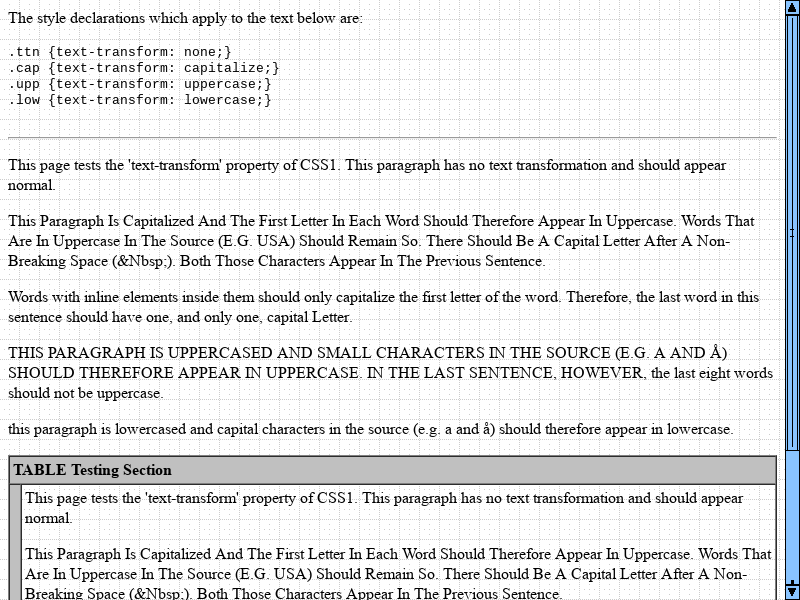 The style declarations which apply to the text below are:
.ttn {text-transform: none;}
.cap {text-transform: capitalize;}
.upp {text-transform: uppercase;}
.low {text-transform: lowercase;}
This page tests the 'text-transform' property of CSS1. This paragraph has no text transformation and should appear
normal.
This Paragraph Is Capitalized And The First Letter In Each Word Should Therefore Appear In Uppercase. Words That
Are In Uppercase In The Source (E.G. USA) Should Remain So. There Should Be A Capital Letter After A Non-
Breaking Space (&Nbsp;). Both Those Characters Appear In The Previous Sentence.
Words with inline elements inside them should only capitalize the first letter of the word. Therefore, the last word in this
sentence should have one, and only one, capital Letter.
THIS PARAGRAPH IS UPPERCASED AND SMALL CHARACTERS IN THE SOURCE (E.G. A AND Å)
SHOULD THEREFORE APPEAR IN UPPERCASE. IN THE LAST SENTENCE, HOWEVER, the last eight words
should not be uppercase.
this paragraph is lowercased and capital characters in the source (e.g. a and å) should therefore appear in lowercase.
TABLE Testing Section
This page tests the 'text-transform' property of CSS1. This paragraph has no text transformation and should appear
normal.
This Paragraph Is Capitalized And The First Letter In Each Word Should Therefore Appear In Uppercase. Words That
Are In Uppercase In The Source (E.G. USA) Should Remain So. There Should Be A Capital Letter After A Non-
Breaking Space (&Nbsp;). Both Those Characters Appear In The Previous Sentence.